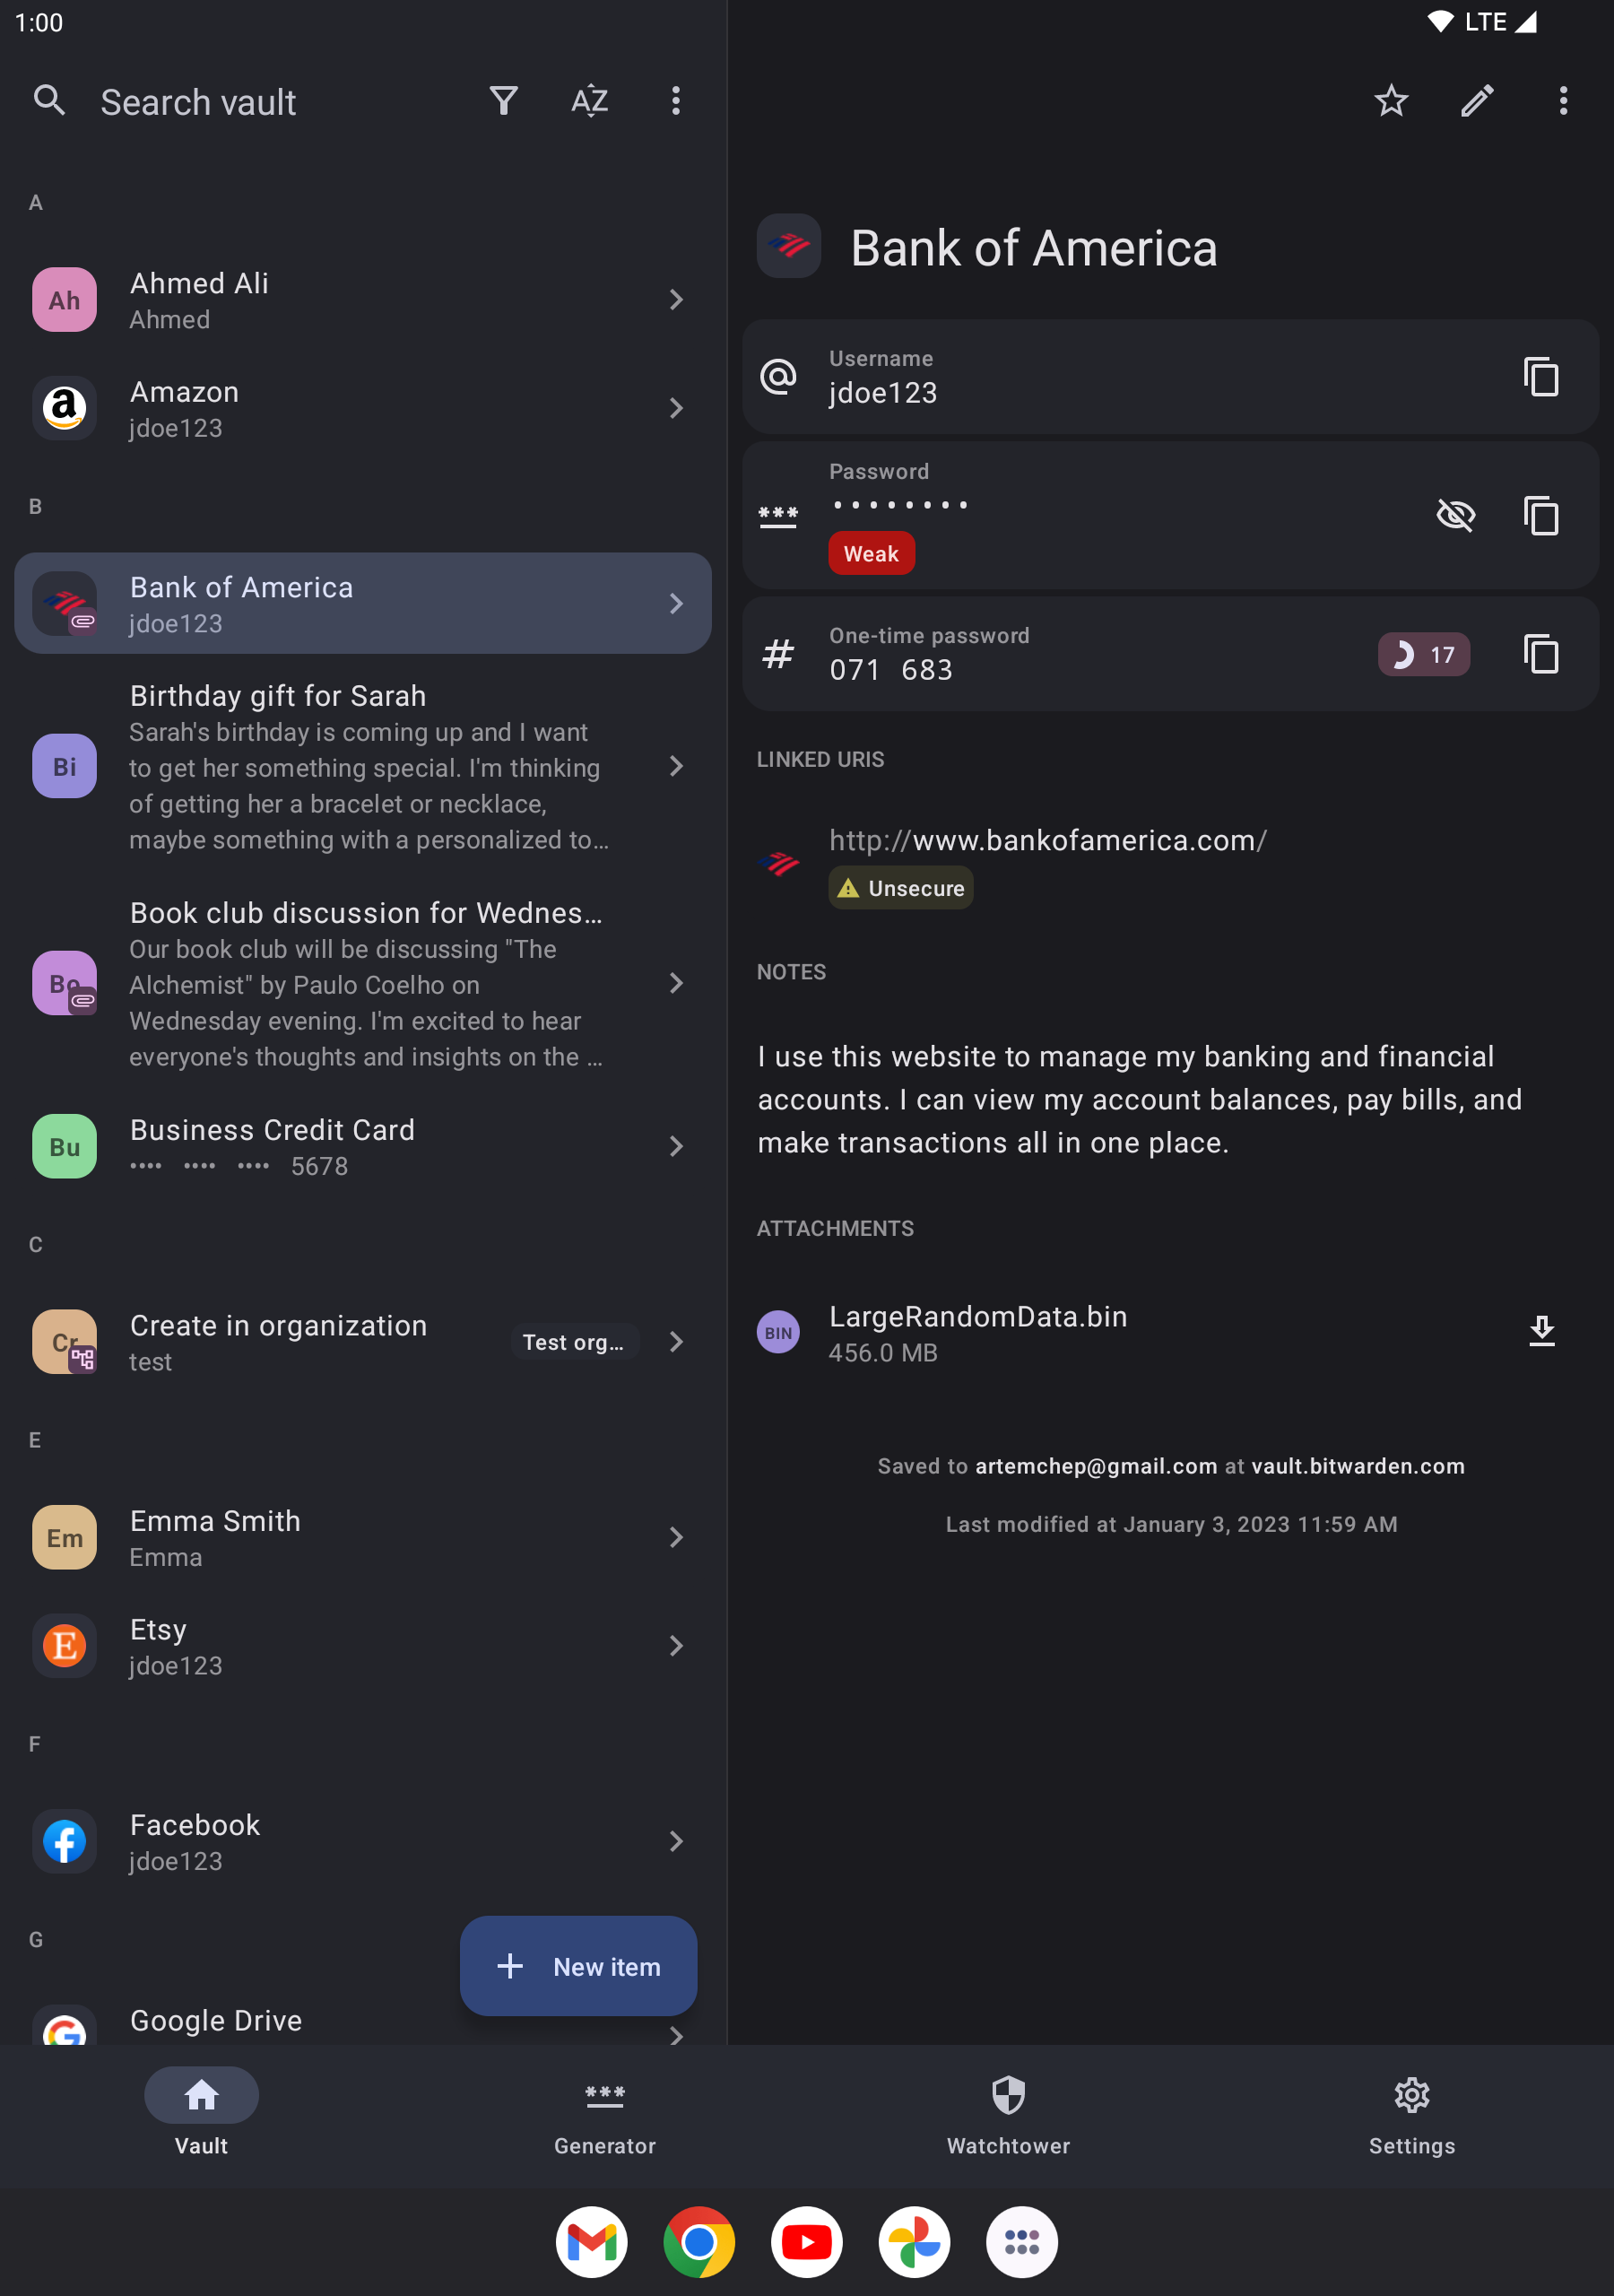 1:00
LTE
Search vault
AZ
A
Ah
Ahmed Ali
Ahmed
a
Amazon
jdoe123
B
Bank of America
jdoe123
Bi
Birthday gift for Sarah
Sarah's birthday is coming up and I want
to get her something special. I'm thinking
of getting her a bracelet or necklace,
maybe something with a personalized to...
Bo
Book club discussion for Wednes...
Our book club will be discussing "The
Alchemist" by Paulo Coelho on
Wednesday evening. I'm excited to hear
everyone's thoughts and insights on the ...
Bu
Business Credit Card
•••• •••• •••• 5678
C
Cr
Create in organization
test
Test org...
E
Em
Emma Smith
Emma
E
Etsy
jdoe123
F
f
Facebook
jdoe123
G
G
Google Drive
New item
Bank of America
Username
jdoe123
Password
••••••••
Weak
One-time password
071 683
17
LINKED URIS
http://www.bankofamerica.com/
Unsecure
NOTES
I use this website to manage my banking and financial
accounts. I can view my account balances, pay bills, and
make transactions all in one place.
ATTACHMENTS
BIN
LargeRandomData.bin
456.0 MB
Saved to artemchep@gmail.com at vault.bitwarden.com
Last modified at January 3, 2023 11:59 AM
Vault
Generator
Watchtower
Settings